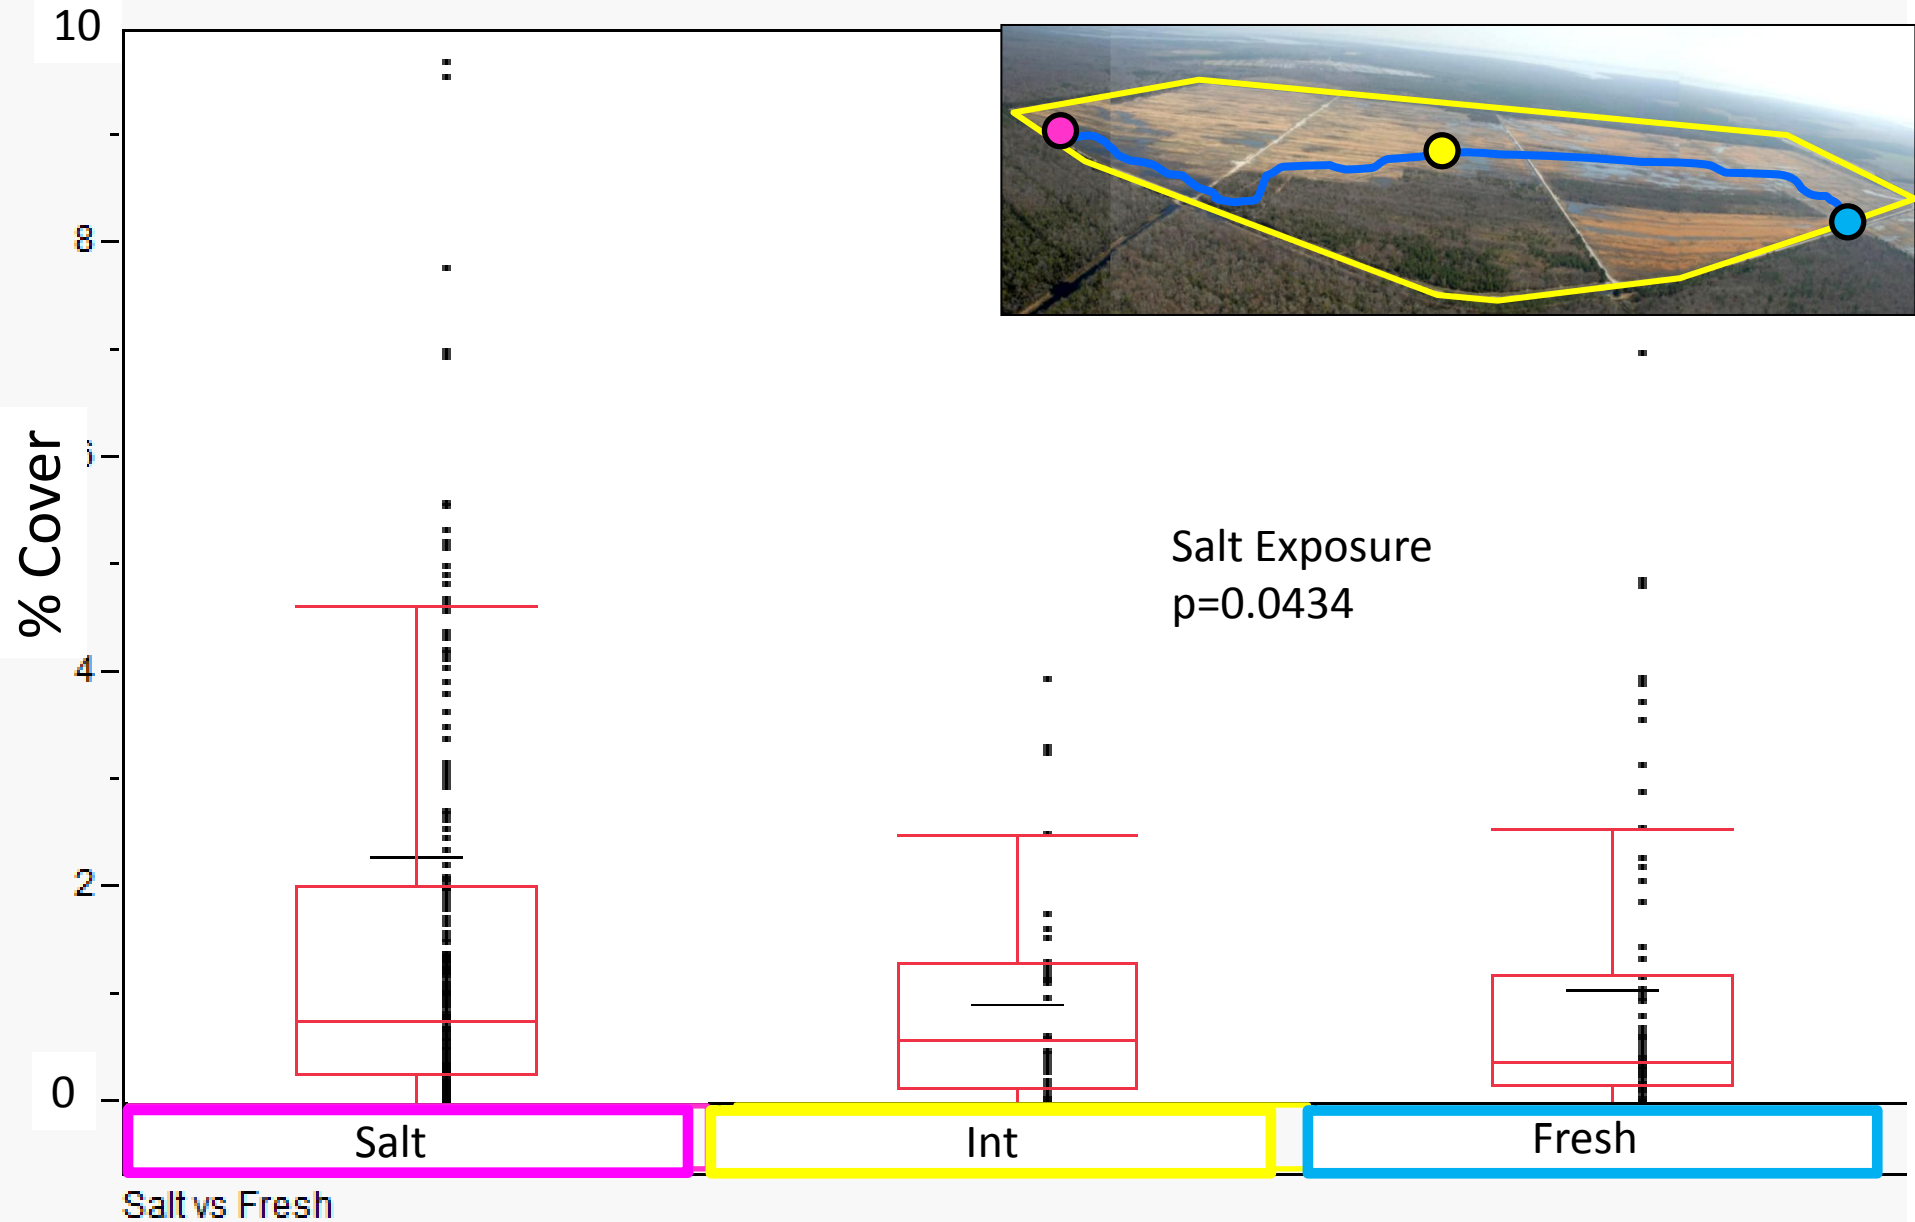 10
8
% Cover
4
2
0
Salt Exposure
p=0.0434
Salt
Int
Fresh
Salt vs Fresh